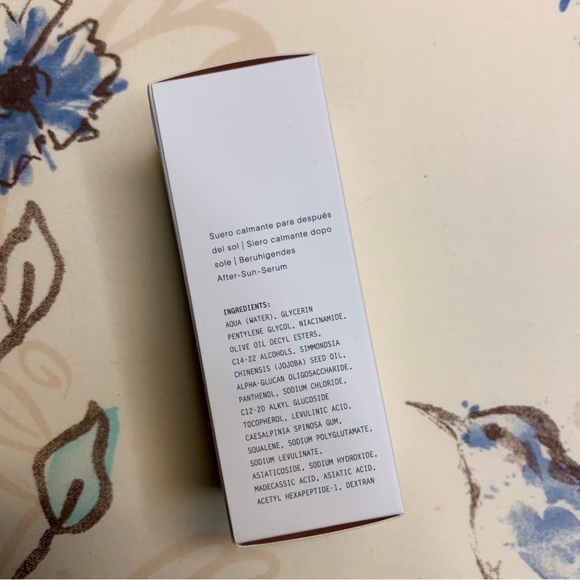 Suero calmante para después
del sol | Siero calmante dopo
sole | Beruhigendes
After-Sun-Serum
INGREDIENTS:
AQUA (WATER), GLYCERIN
PENTYLENE GLYCOL, NIACINAMIDE,
OLIVE OIL DECYL ESTERS,
C14-22 ALCOHOLS, SIMMONDSIA
CHINENSIS (JOJOBA) SEED OIL,
ALPHA-GLUCAN OLIGOSACCHARIDE,
PANTHENOL, SODIUM CHLORIDE,
C12-20 ALKYL GLUCOSIDE
TOCOPHEROL, LEVULINIC ACID,
CAESALPINIA SPINOSA GUM,
SQUALENE, SODIUM POLYGLUTAMATE,
SODIUM LEVULINATE,
ASIATICOSIDE, SODIUM HYDROXIDE,
MADECASSIC ACID, ASIATIC ACID,
ACETYL HEXAPEPTIDE-1, DEXTRAN